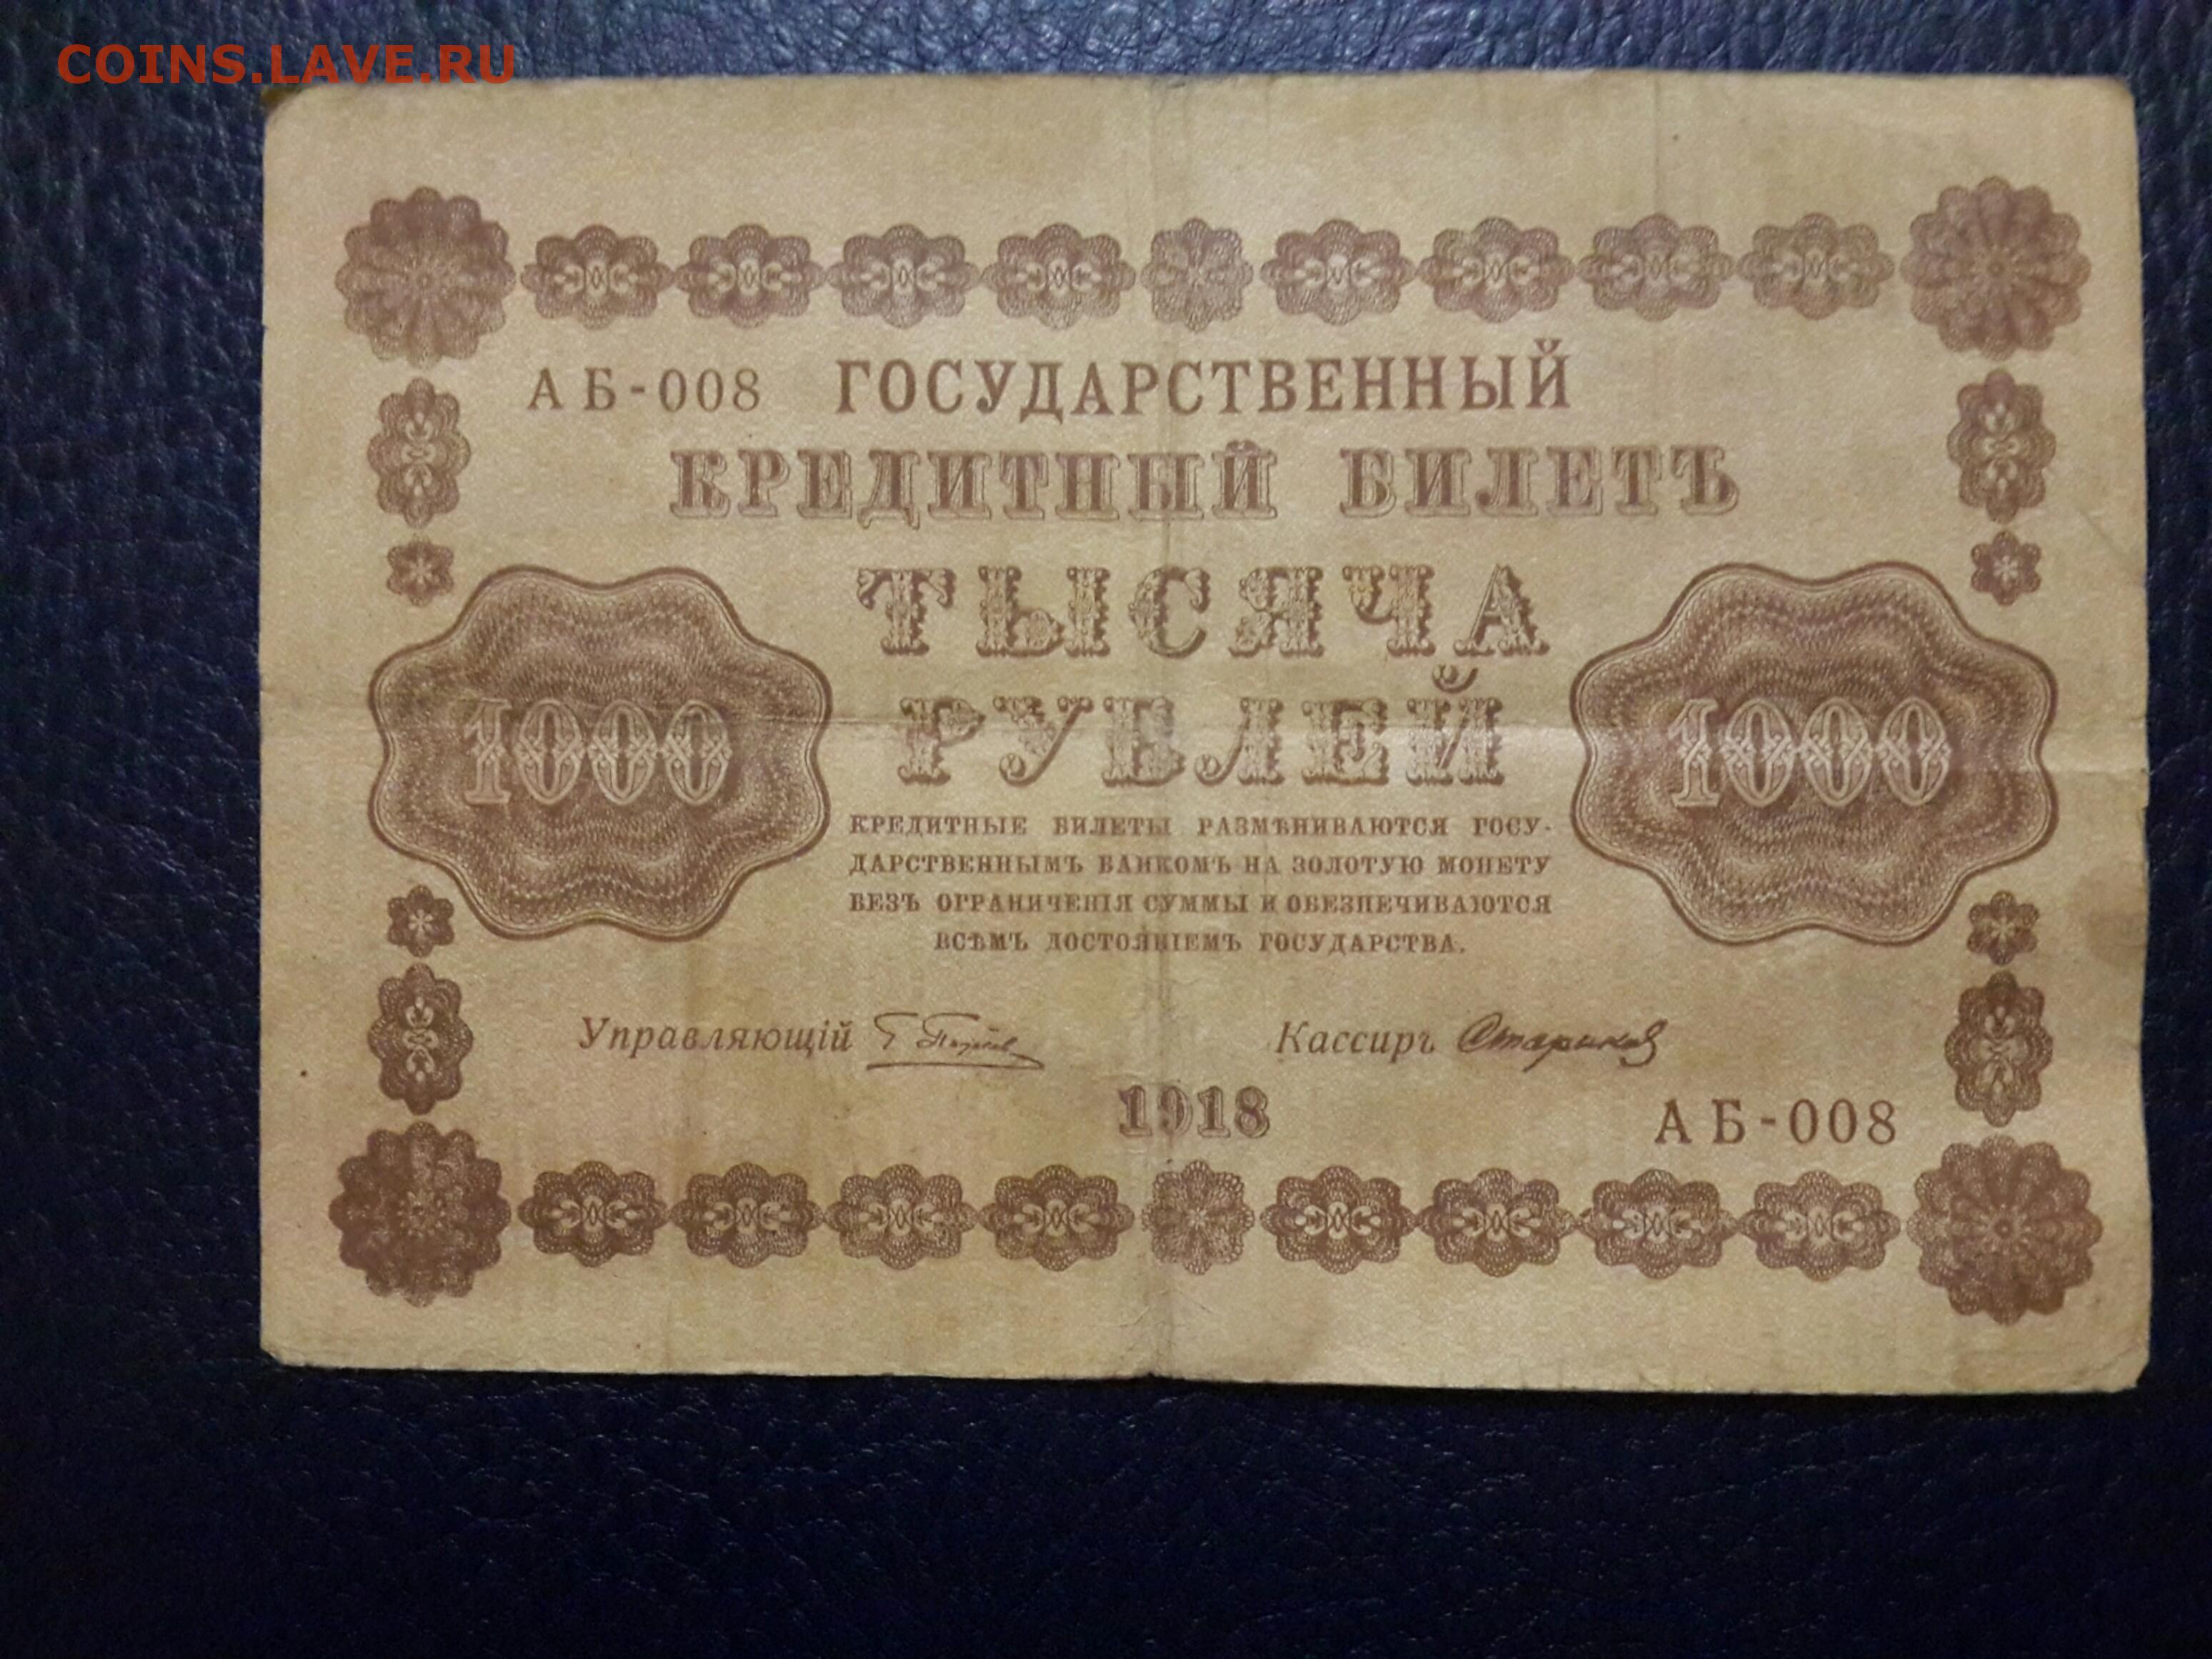 COINS.LAVE.RU
АБ-008 ГОСУДАРСТВЕННЫЙ
КРЕДИТНЫЙ БИЛЕТЪ
ТЫСЯЧА
РУБЛЕЙ
1000 1000
КРЕДИТНЫЕ БИЛЕТЫ РАЗМѢНИВАЮТСЯ ГОСУ-
ДАРСТВЕННЫМЪ БАНКОМЪ НА ЗОЛОТУЮ МОНЕТУ
БЕЗЪ ОГРАНИЧЕНІЯ СУММЫ И ОБЕЗПЕЧИВАЮТСЯ
ВСѢМЪ ДОСТОЯНІЕМЪ ГОСУДАРСТВА.
Управляющій Кассиръ Стариков
1918
АБ-008